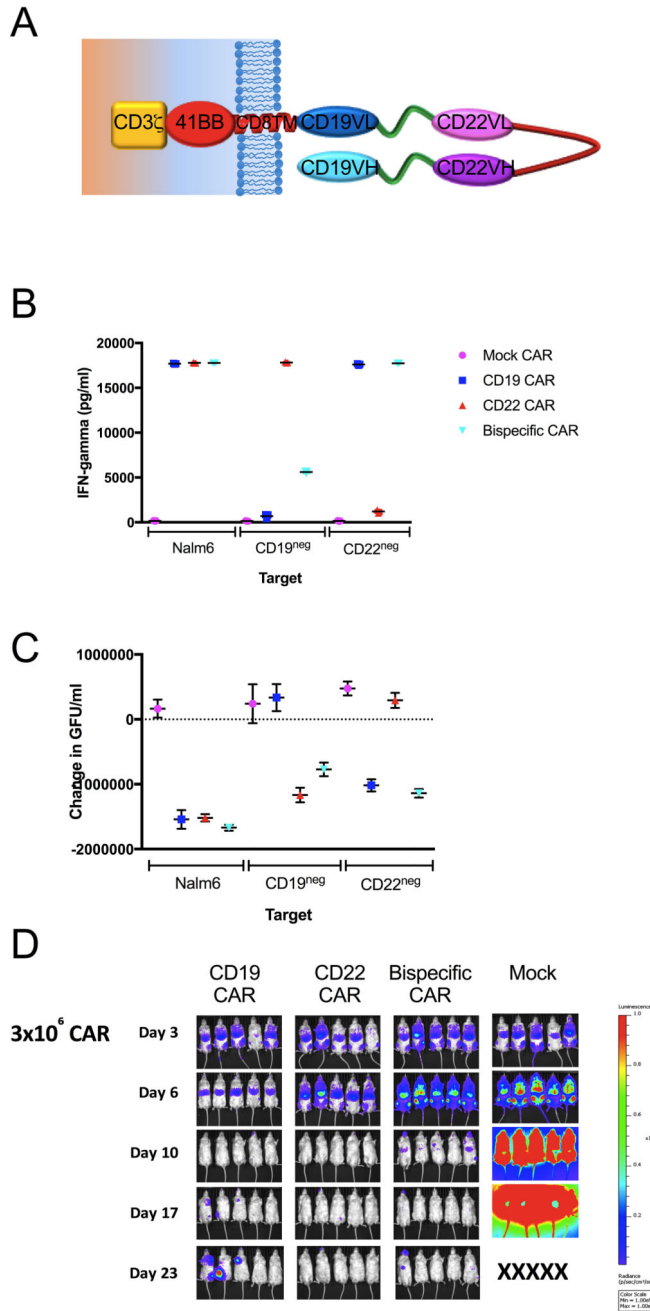 A
CD3ζ 41BB CD8TM CD19VL CD22VL
CD19VH CD22VH
B
IFN-gamma (pg/ml)
20000
15000
10000
5000
0
Nalm6 CD19neg CD22neg
Target
Mock CAR
CD19 CAR
CD22 CAR
Bispecific CAR
C
Change in GFU/ml
1000000
0
-1000000
-2000000
Nalm6 CD19neg CD22neg
Target
D
CD19 CAR
CD22 CAR
Bispecific CAR
Mock
3x10⁶ CAR
Day 3
Day 6
Day 10
Day 17
Day 23
XXXXX
Luminescence
1.0
0.8
0.6
0.4
0.2
Radiance
Color Scale